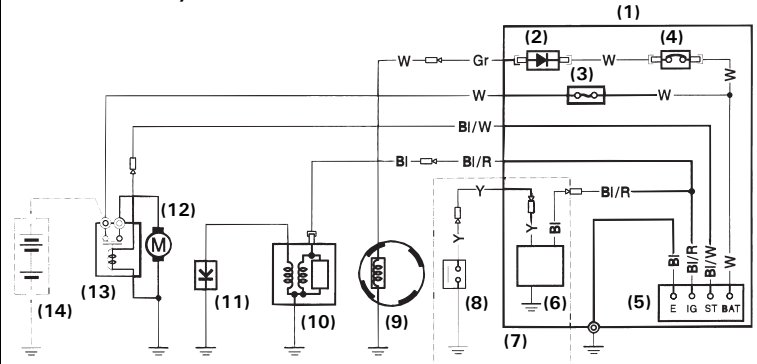 (1)
(2)
(4)
W
Gr
W
W
(3)
W
W
Bl/W
Bl
Bl/R
Y
Bl/R
Y
Y
Bl
Bl
Bl/R
Bl/W
W
(12)
M
(13)
(14)
(11)
(10)
(9)
(8)
(6)
(7)
(5)
E IG ST BAT